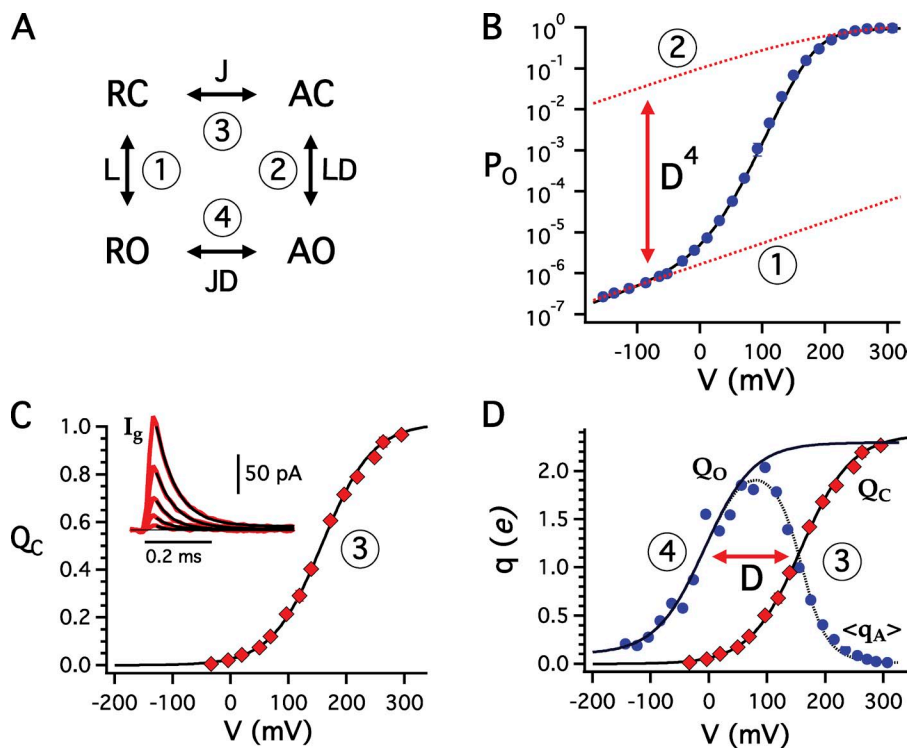 A
RC
J
AC
3
L
1
2
LD
4
RO
JD
AO
B
10^0
10^-1
10^-2
10^-3
10^-4
10^-5
10^-6
10^-7
P_O
2
D^4
1
-100
0
100
200
300
V (mV)
C
1.0
0.8
0.6
0.4
0.2
0.0
Q_C
I_g
50 pA
0.2 ms
3
-200
-100
0
100
200
300
V (mV)
D
2.0
1.5
1.0
0.5
0.0
q (e)
Q_O
Q_C
4
D
3
<q_A>
-200
-100
0
100
200
300
V (mV)